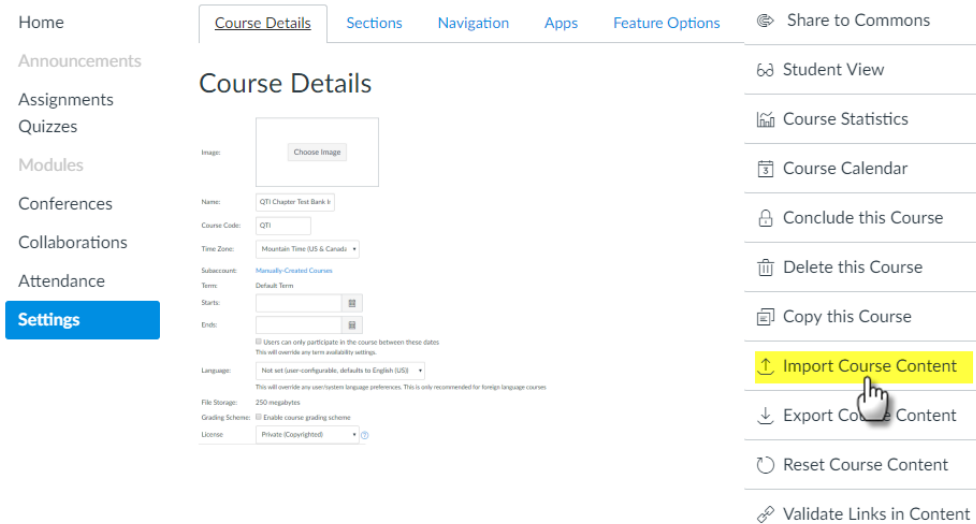 Home
Announcements
Assignments
Quizzes
Modules
Conferences
Collaborations
Attendance
Settings
Course Details Sections Navigation Apps Feature Options
Course Details
Image: Choose Image
Name: QTI Chapter Test Bank I
Course Code: QTI
Time Zone: Mountain Time (US & Canada
Subaccount: Manually-Created Courses
Term: Default Term
Starts:
Ends:
Users can only participate in the course between these dates
This will override any term availability settings.
Language: Not set (user-configurable, defaults to English (US))
This will override any user/system language preferences. This is only recommended for foreign language courses
File Storage: 250 megabytes
Grading Scheme: Enable course grading scheme
License Private (Copyrighted)
Share to Commons
Student View
Course Statistics
3 Course Calendar
Conclude this Course
Delete this Course
Copy this Course
Import Course Content
Export Course Content
Reset Course Content
Validate Links in Content